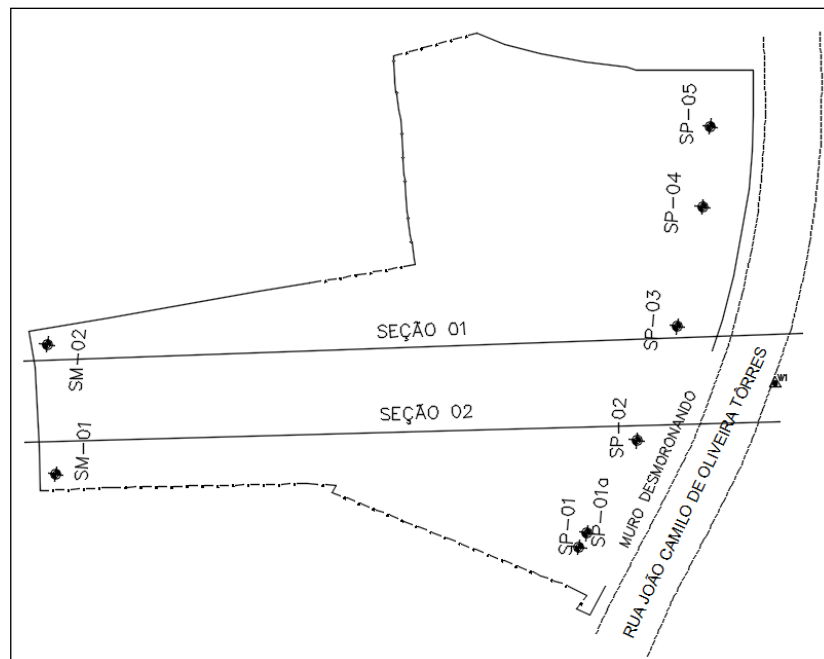 SP-05
SP-04
SP-03
SEÇÃO 01
SM-02
W1
SEÇÃO 02
SP-02
SM-01
MURO DESMORONANDO
RUA JOÃO CAMILO DE OLIVEIRA TÔRRES
SP-01
SP-01a